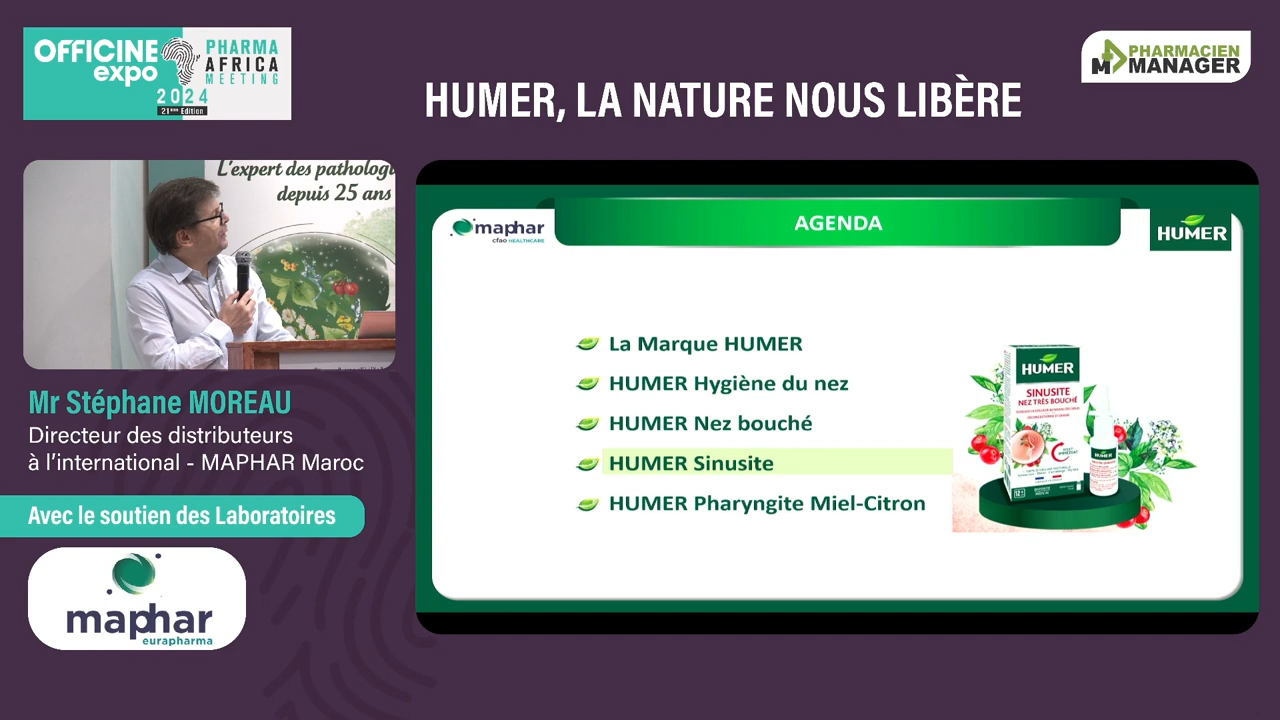 OFFICINE
expo
PHARMA
AFRICA
MEETING
2024
21ème Edition
PHARMACIEN
MANAGER
HUMER, LA NATURE NOUS LIBÈRE
L'expert des pathologi
depuis 25 ans
maphar
cfao HEALTHCARE
AGENDA
HUMER
La Marque HUMER
HUMER Hygiène du nez
HUMER Nez bouché
HUMER Sinusite
HUMER Pharyngite Miel-Citron
HUMER
SINUSITE
NEZ TRÈS BOUCHÉ
HUMER
Mr Stéphane MOREAU
Directeur des distributeurs
à l'international - MAPHAR Maroc
Avec le soutien des Laboratoires
maphar
eurapharma